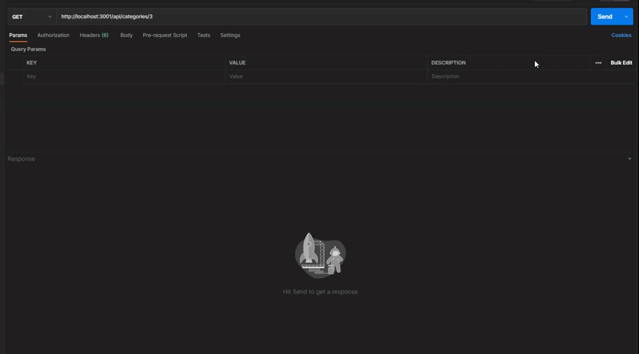 GET http://localhost:3001/api/categories/3 Send
Params Authorization Headers (6) Body Pre-request Script Tests Settings Cookies
Query Params
KEY VALUE DESCRIPTION ••• Bulk Edit
Key Value Description
Response
Hit Send to get a response